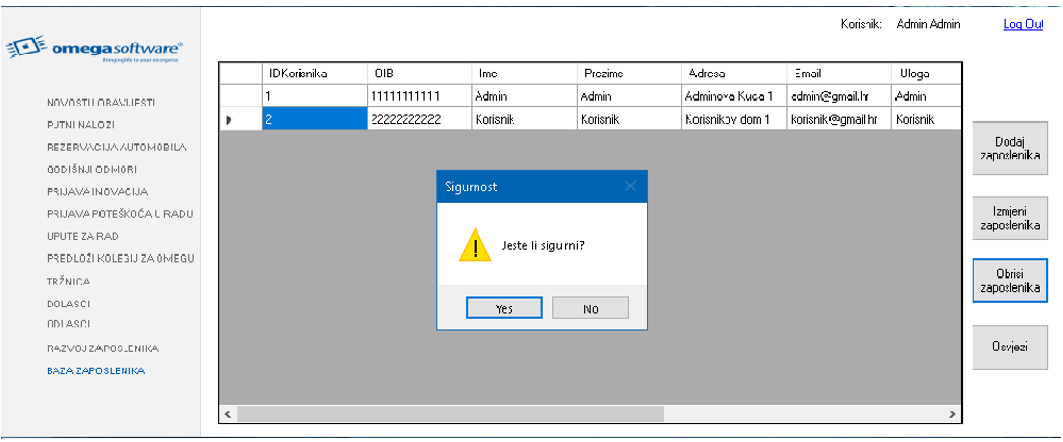 Korisnik: Admin Admin Log Out
omegasoftware®
Bringing life to your enterprise
IDKorisnika OIB Ime Prezime Adresa Email Uloga
1 11111111111 Admin Admin Adminova Kuca 1 admin@gmail.hr Admin
2 22222222222 Korisnik Korisnik Korisnikov dom 1 korisnik@gmail.hr Korisnik
NOVOSTI I OBAVIJESTI
PUTNI NALOZI
REZERVACIJA AUTOMOBILA
GODIŠNJI ODMORI
PRIJAVA INOVACIJA
PRIJAVA POTEŠKOĆA U RADU
UPUTE ZA RAD
PREDLOŽI KOLEGIJ ZA OMEGU
TRŽNICA
DOLASCI
ODLASCI
RAZVOJ ZAPOSLENIKA
BAZA ZAPOSLENIKA
Sigurnost
Jeste li sigurni?
Yes No
Dodaj
zaposlenika
Izmjeni
zaposlenika
Obrisi
zaposlenika
Osvjezi